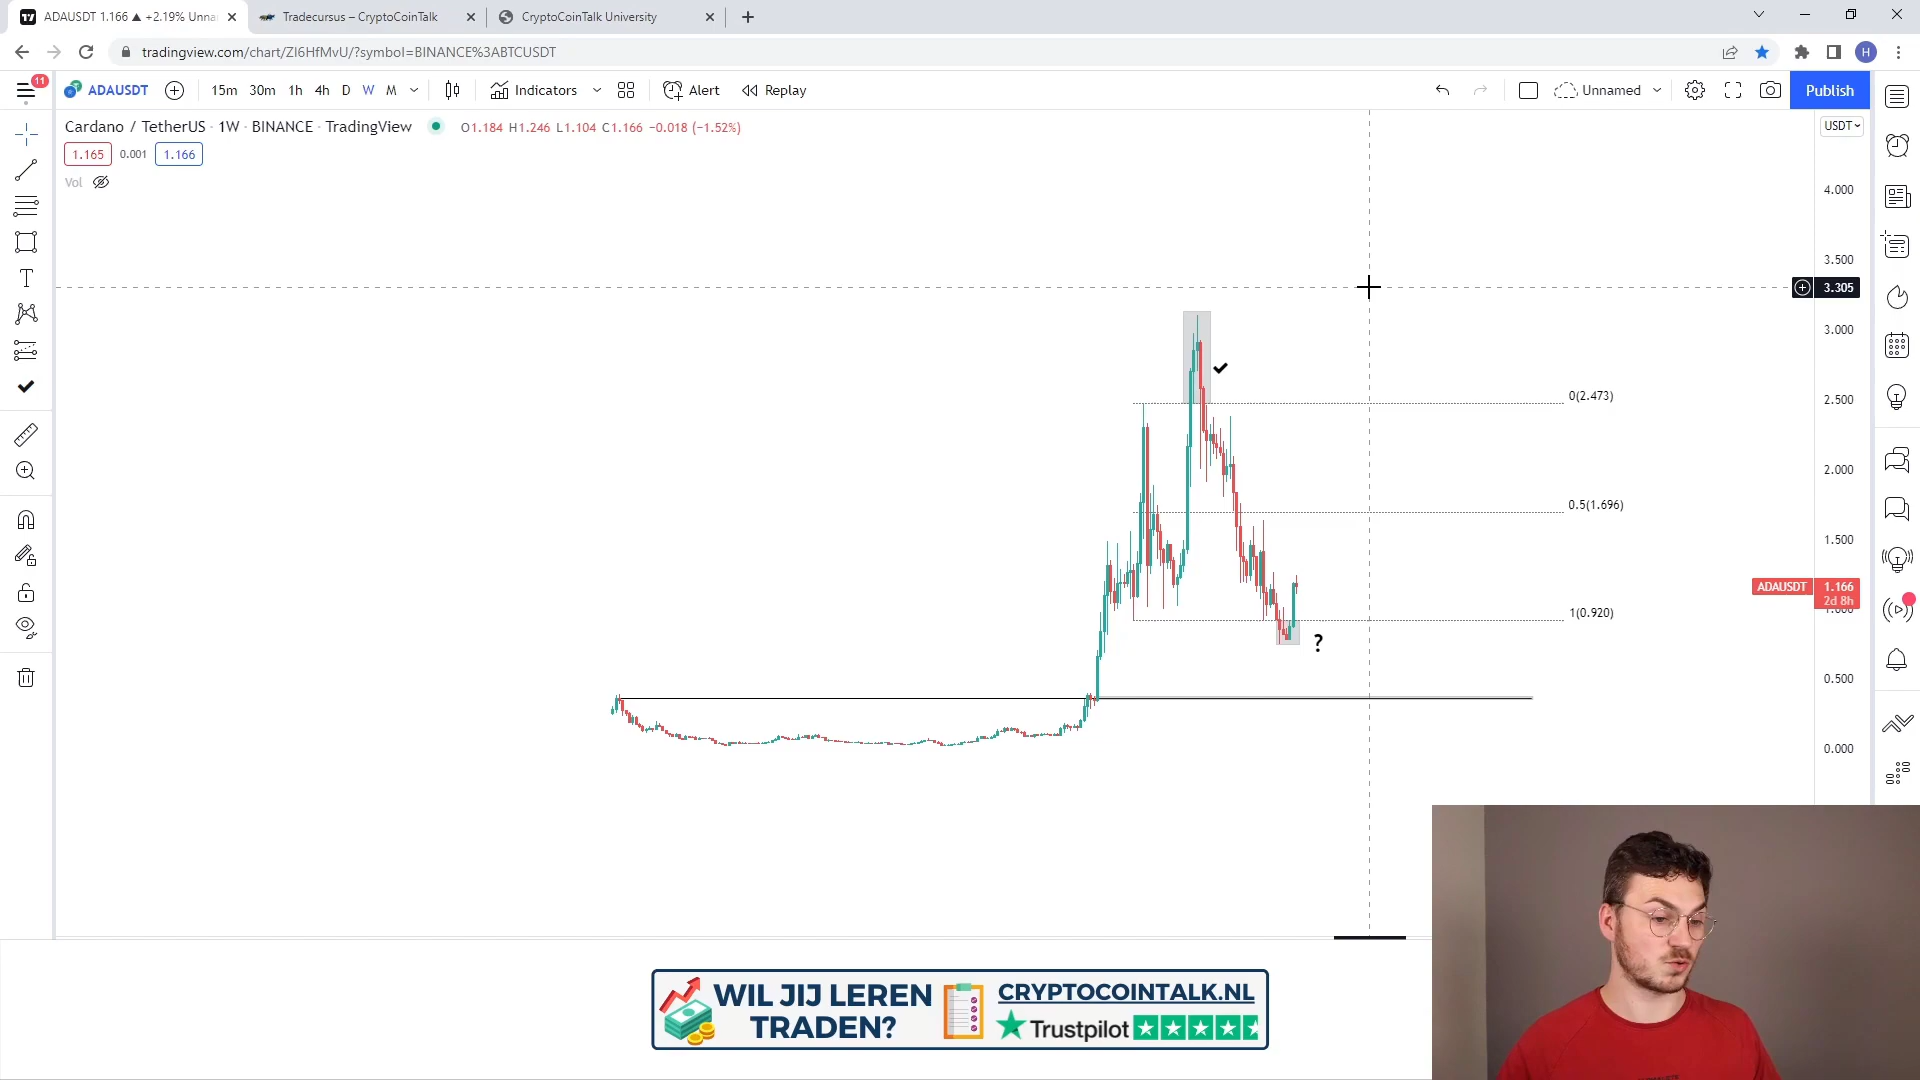 ADAUSDT 1.166 ▲ +2.19% Unna
Tradecursus – CryptoCoinTalk
CryptoCoinTalk University
tradingview.com/chart/ZI6HfMvU/?symbol=BINANCE%3ABTCUSDT
H
11
ADAUSDT
15m 30m 1h 4h D W M
Indicators
Alert
Replay
Unnamed
Publish
Cardano / TetherUS · 1W · BINANCE · TradingView
O1.184 H1.246 L1.104 C1.166 −0.018 (−1.52%)
USDT
1.165 0.001 1.166
Vol
4.000
3.500
3.305
3.000
0(2.473)
2.500
2.000
0.5(1.696)
1.500
ADAUSDT 1.166
2d 8h
1.000
1(0.920)
?
0.500
0.000
WIL JIJ LEREN
TRADEN?
CRYPTOCOINTALK.NL
Trustpilot